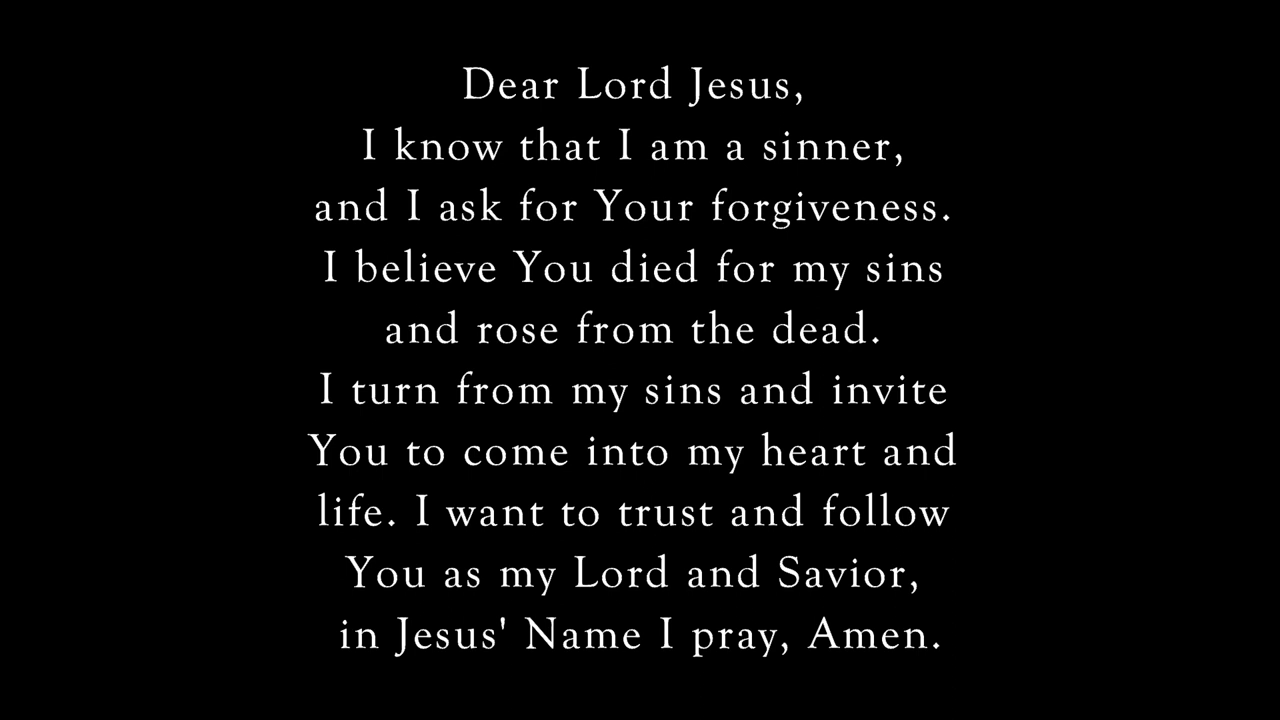 Dear Lord Jesus,
I know that I am a sinner,
and I ask for Your forgiveness.
I believe You died for my sins
and rose from the dead.
I turn from my sins and invite
You to come into my heart and
life. I want to trust and follow
You as my Lord and Savior,
in Jesus' Name I pray, Amen.